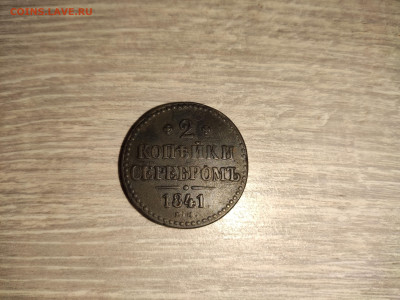 COINS.LAVE.RU
2
КОПѢЙКИ
СЕРЕБРОМЪ
1841